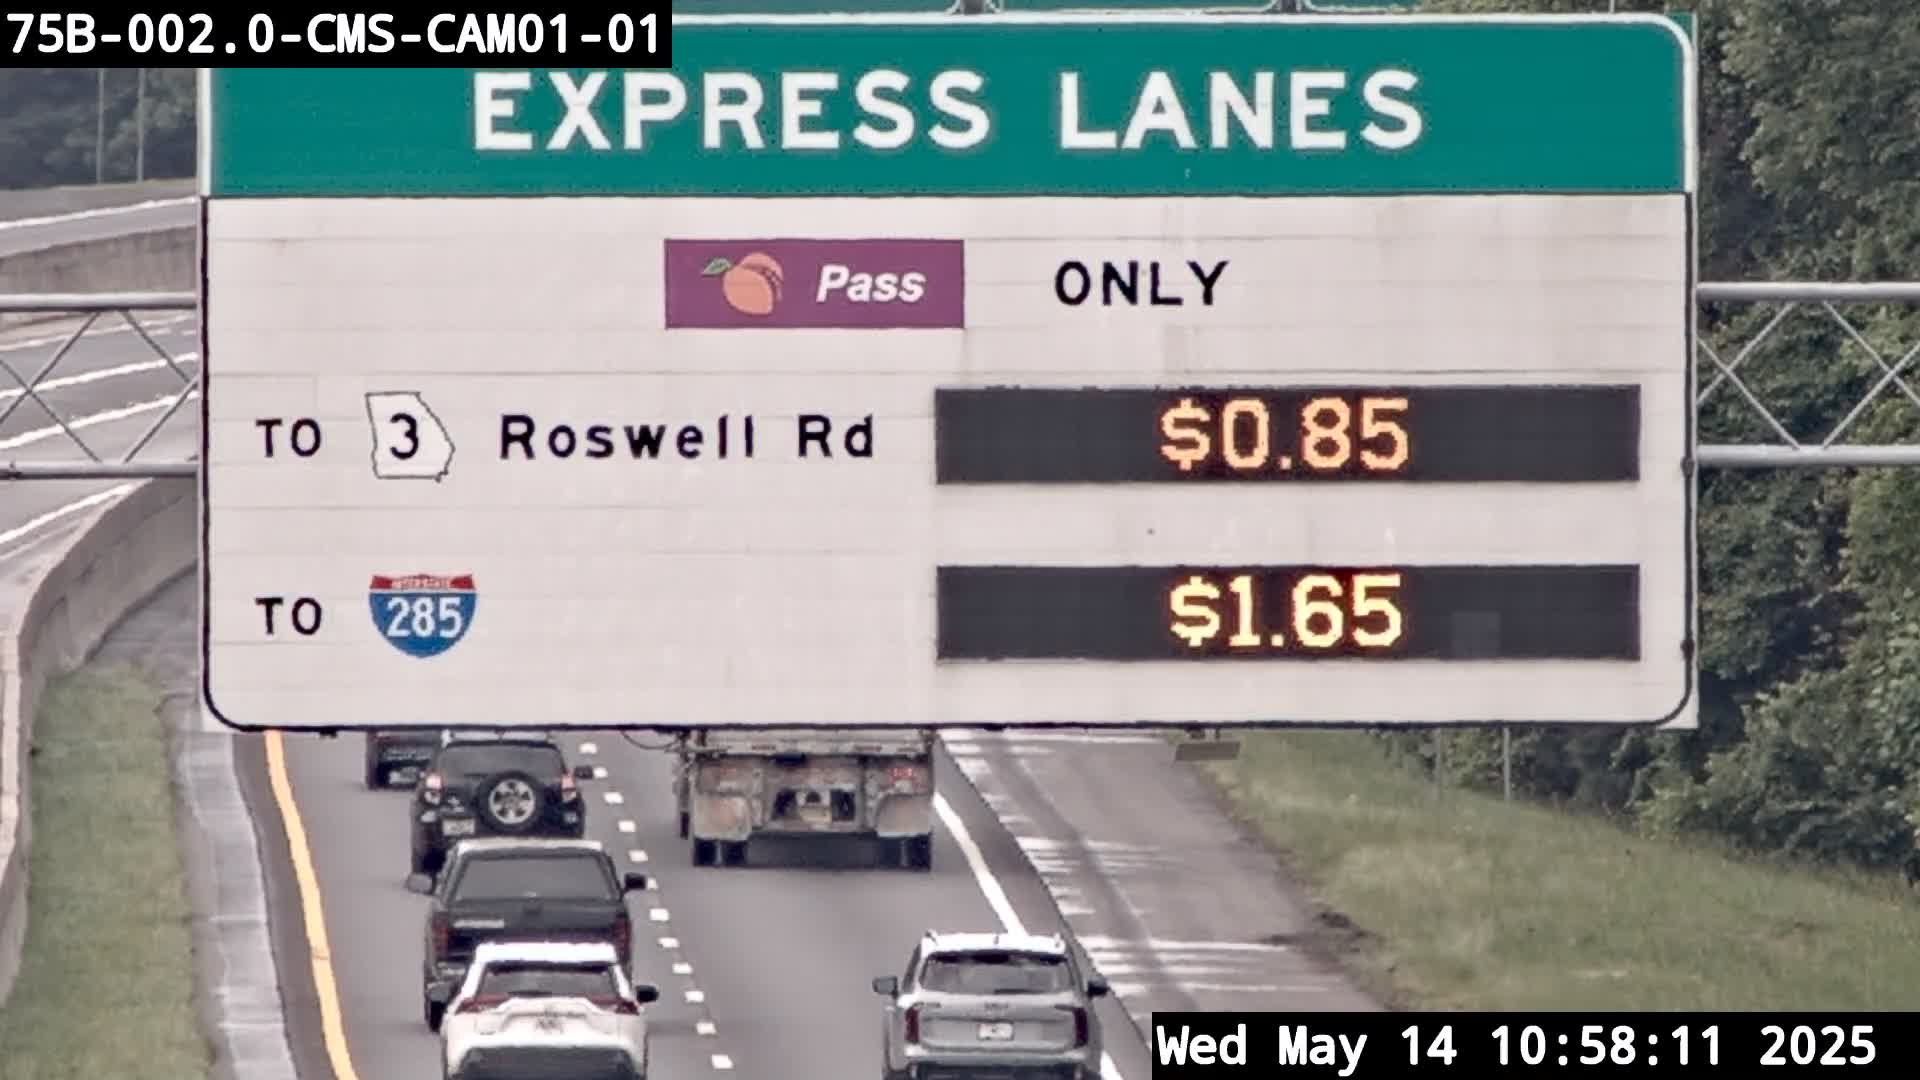 75B-002.0-CMS-CAM01-01
EXPRESS LANES
Pass ONLY
TO 3 Roswell Rd $0.85
INTERSTATE
TO 285 $1.65
Wed May 14 10:58:11 2025